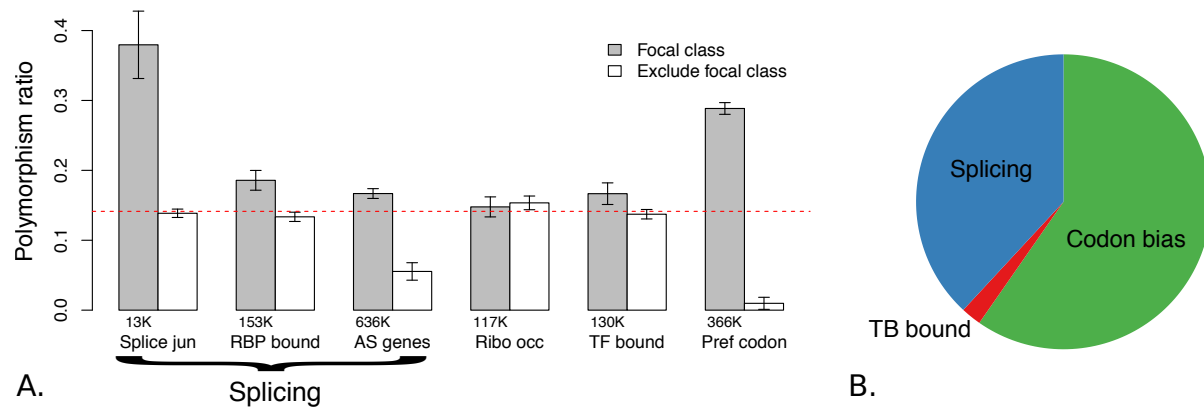 Polymorphism ratio
0.4
0.3
0.2
0.1
0.0
Focal class
Exclude focal class
13K 153K 636K 117K 130K 366K
Splice jun RBP bound AS genes Ribo occ TF bound Pref codon
Splicing
A.
Splicing
Codon bias
TB bound
B.